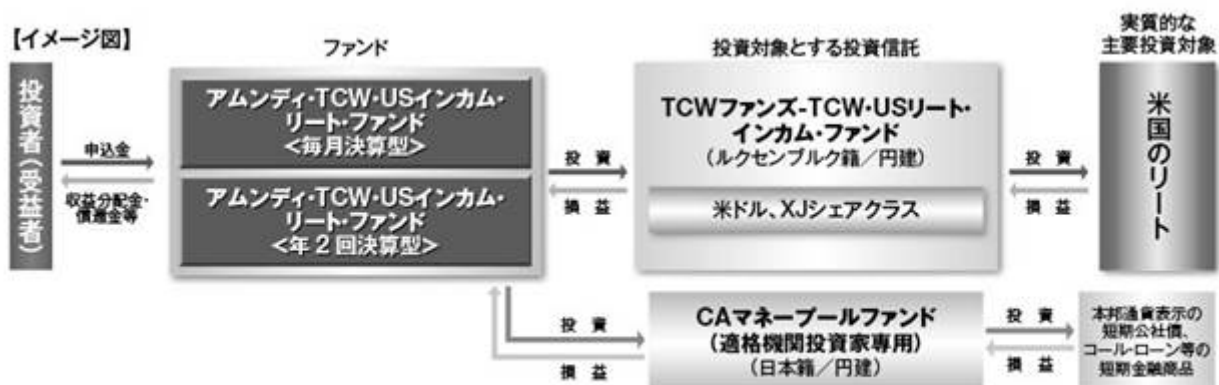 【イメージ図】
投資者(受益者)
申込金
収益分配金・
償還金等
ファンド
アムンディ・TCW・USインカム・
リート・ファンド
<毎月決算型>
アムンディ・TCW・USインカム・
リート・ファンド
<年2回決算型>
投 資
損 益
投資対象とする投資信託
TCWファンズ-TCW・USリート・
インカム・ファンド
(ルクセンブルク籍/円建)
米ドル、XJシェアクラス
投 資
損 益
実質的な
主要投資対象
米国のリート
投 資
損 益
CAマネープールファンド
(適格機関投資家専用)
(日本籍/円建)
投 資
損 益
本邦通貨表示の
短期公社債、
コール・ローン等の
短期金融商品